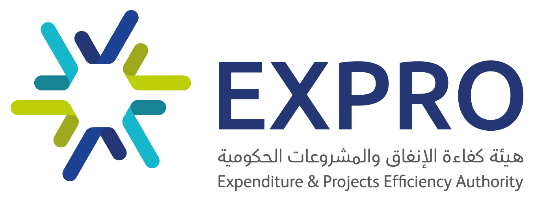 EXPRO
هيئة كفاءة الإنفاق والمشروعات الحكومية
Expenditure & Projects Efficiency Authority